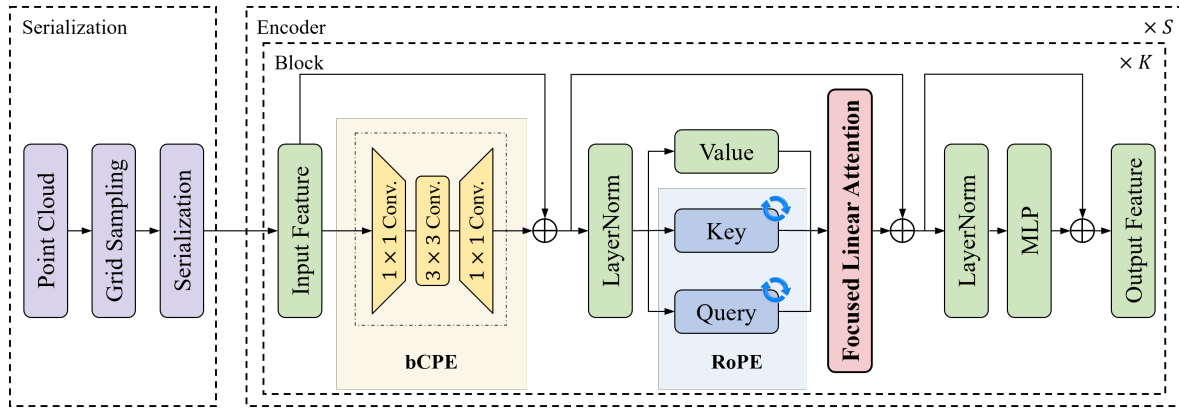 Serialization
Point Cloud
Grid Sampling
Serialization
Encoder
× S
Block
× K
Input Feature
1 × 1 Conv.
3 × 3 Conv.
1 × 1 Conv.
bCPE
LayerNorm
Value
Key
Query
RoPE
Focused Linear Attention
LayerNorm
MLP
Output Feature